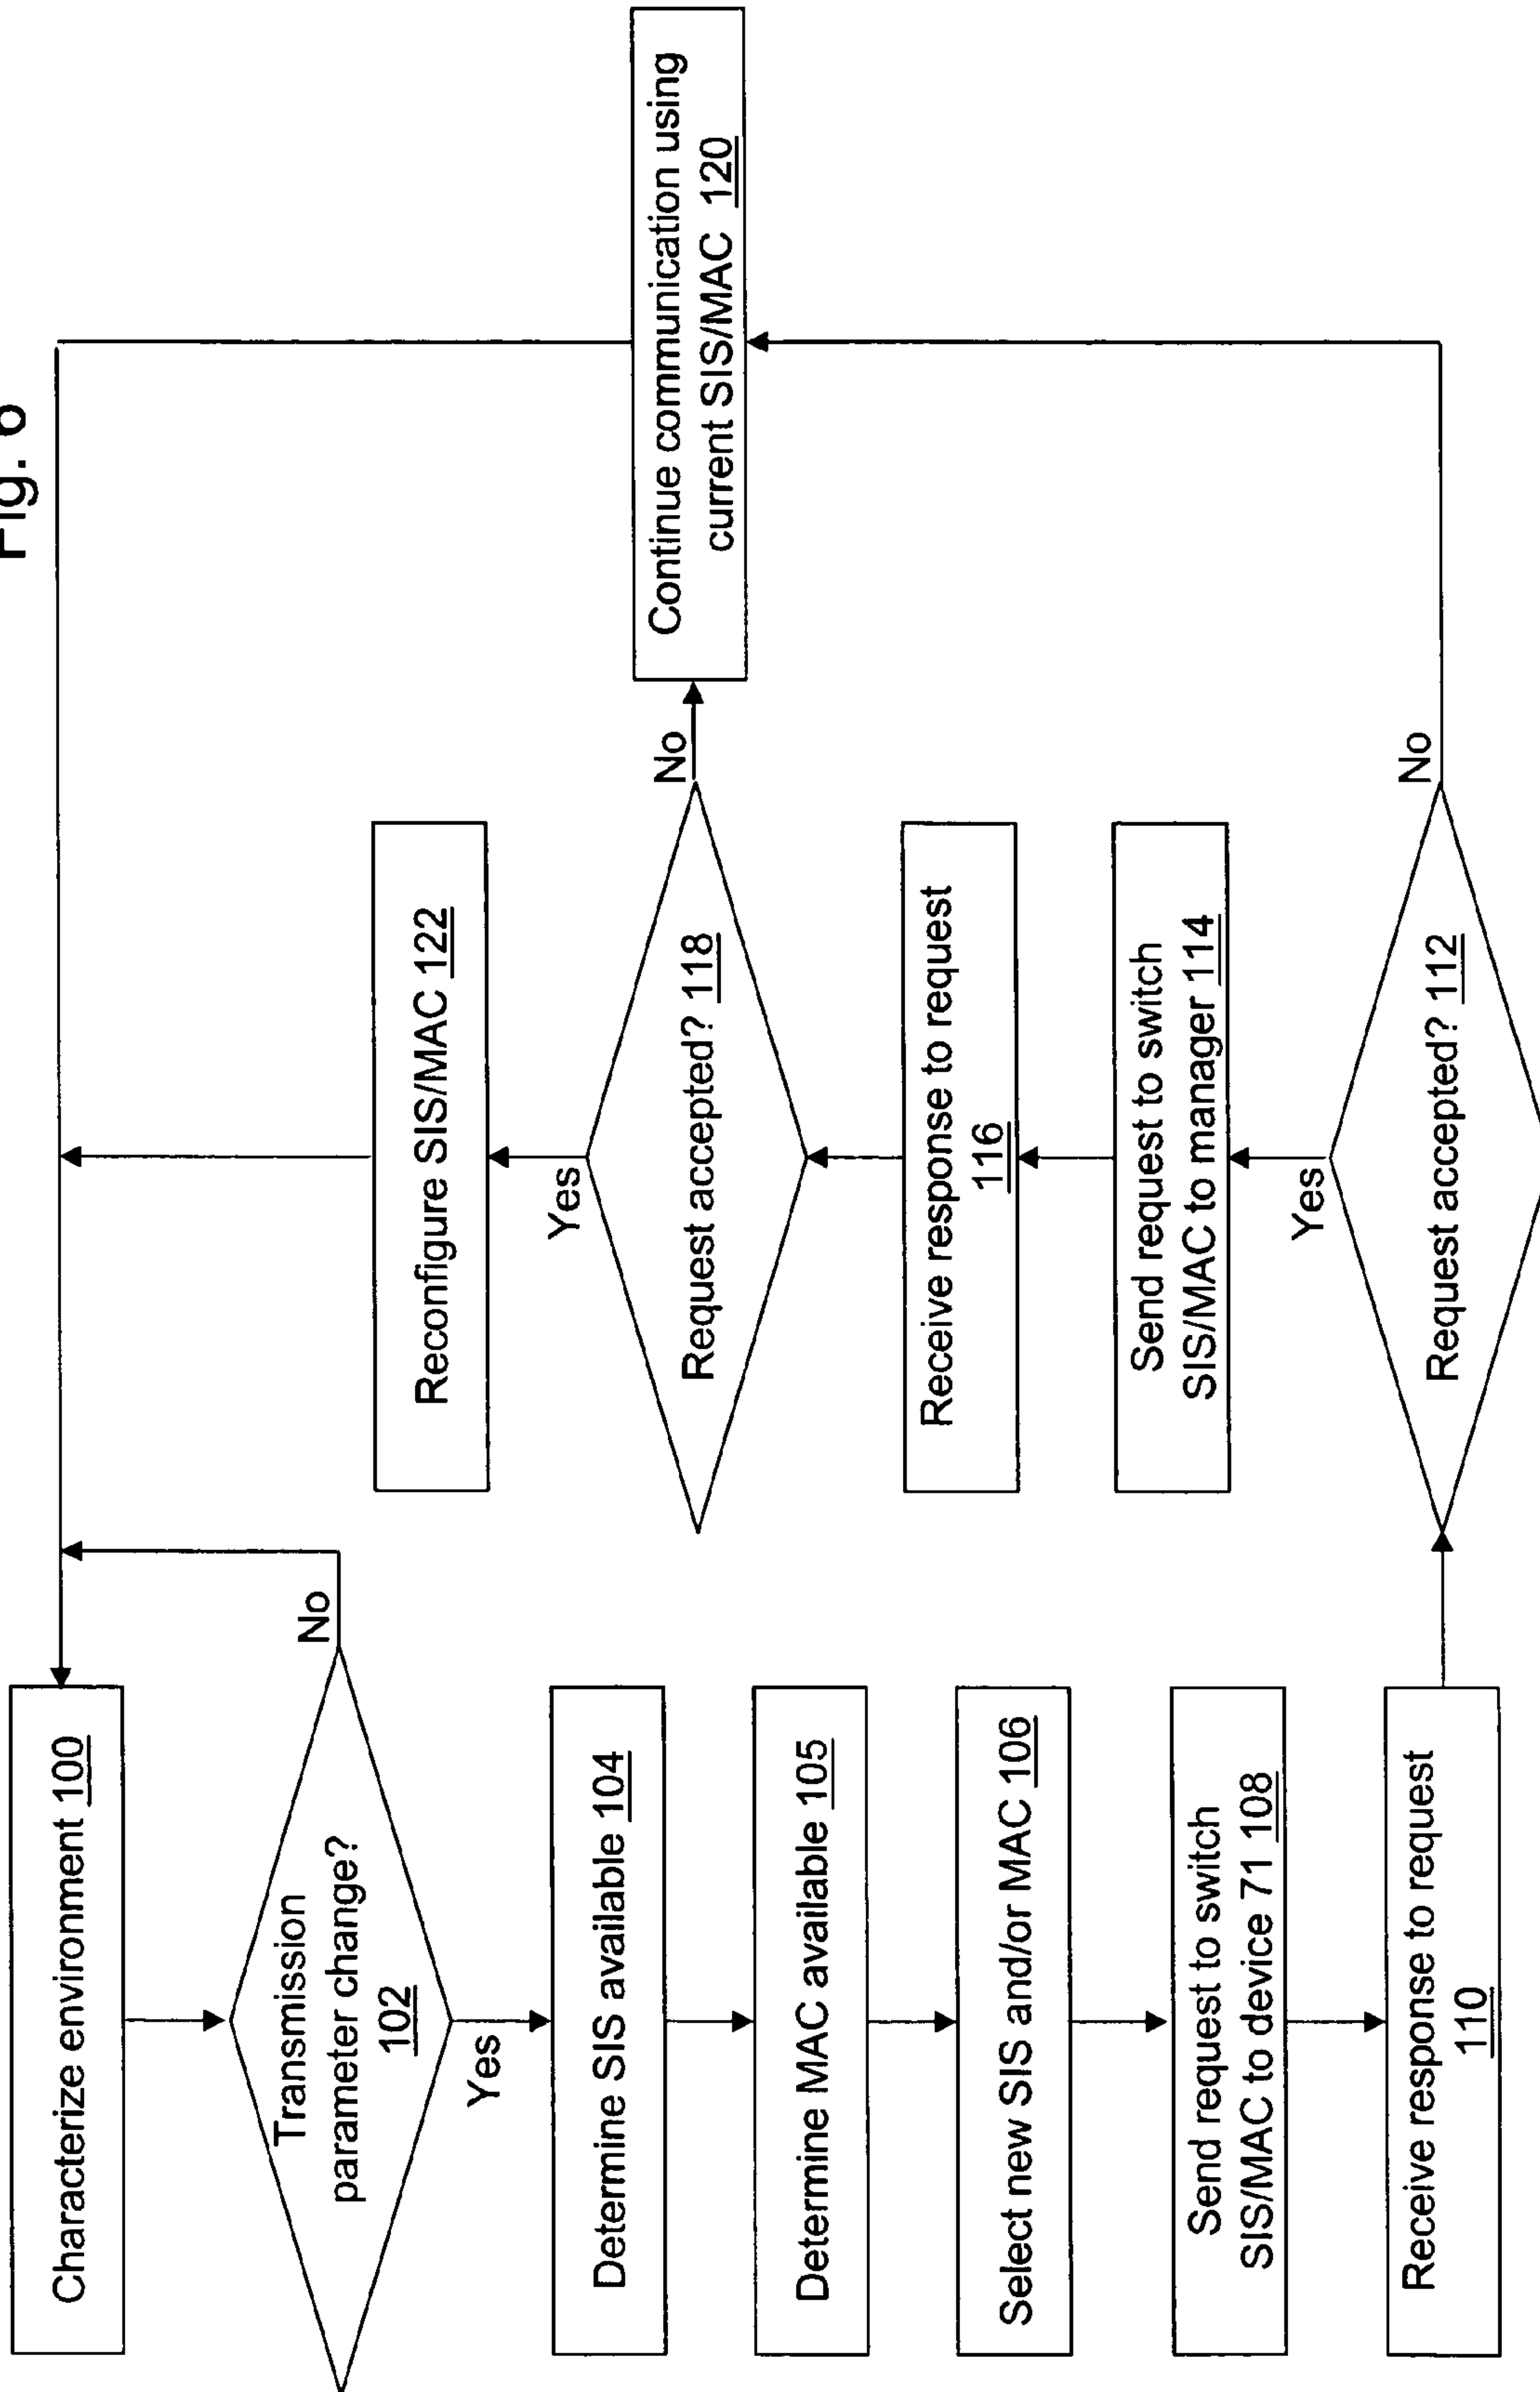 Fig. 6
Characterize environment 100
Transmission
parameter change?
102
No
Yes
Determine SIS available 104
Determine MAC available 105
Select new SIS and/or MAC 106
Send request to switch
SIS/MAC to device 71 108
Receive response to request
110
Request accepted? 112
No
Yes
Send request to switch
SIS/MAC to manager 114
Receive response to request
116
Request accepted? 118
No
Yes
Reconfigure SIS/MAC 122
Continue communication using
current SIS/MAC 120